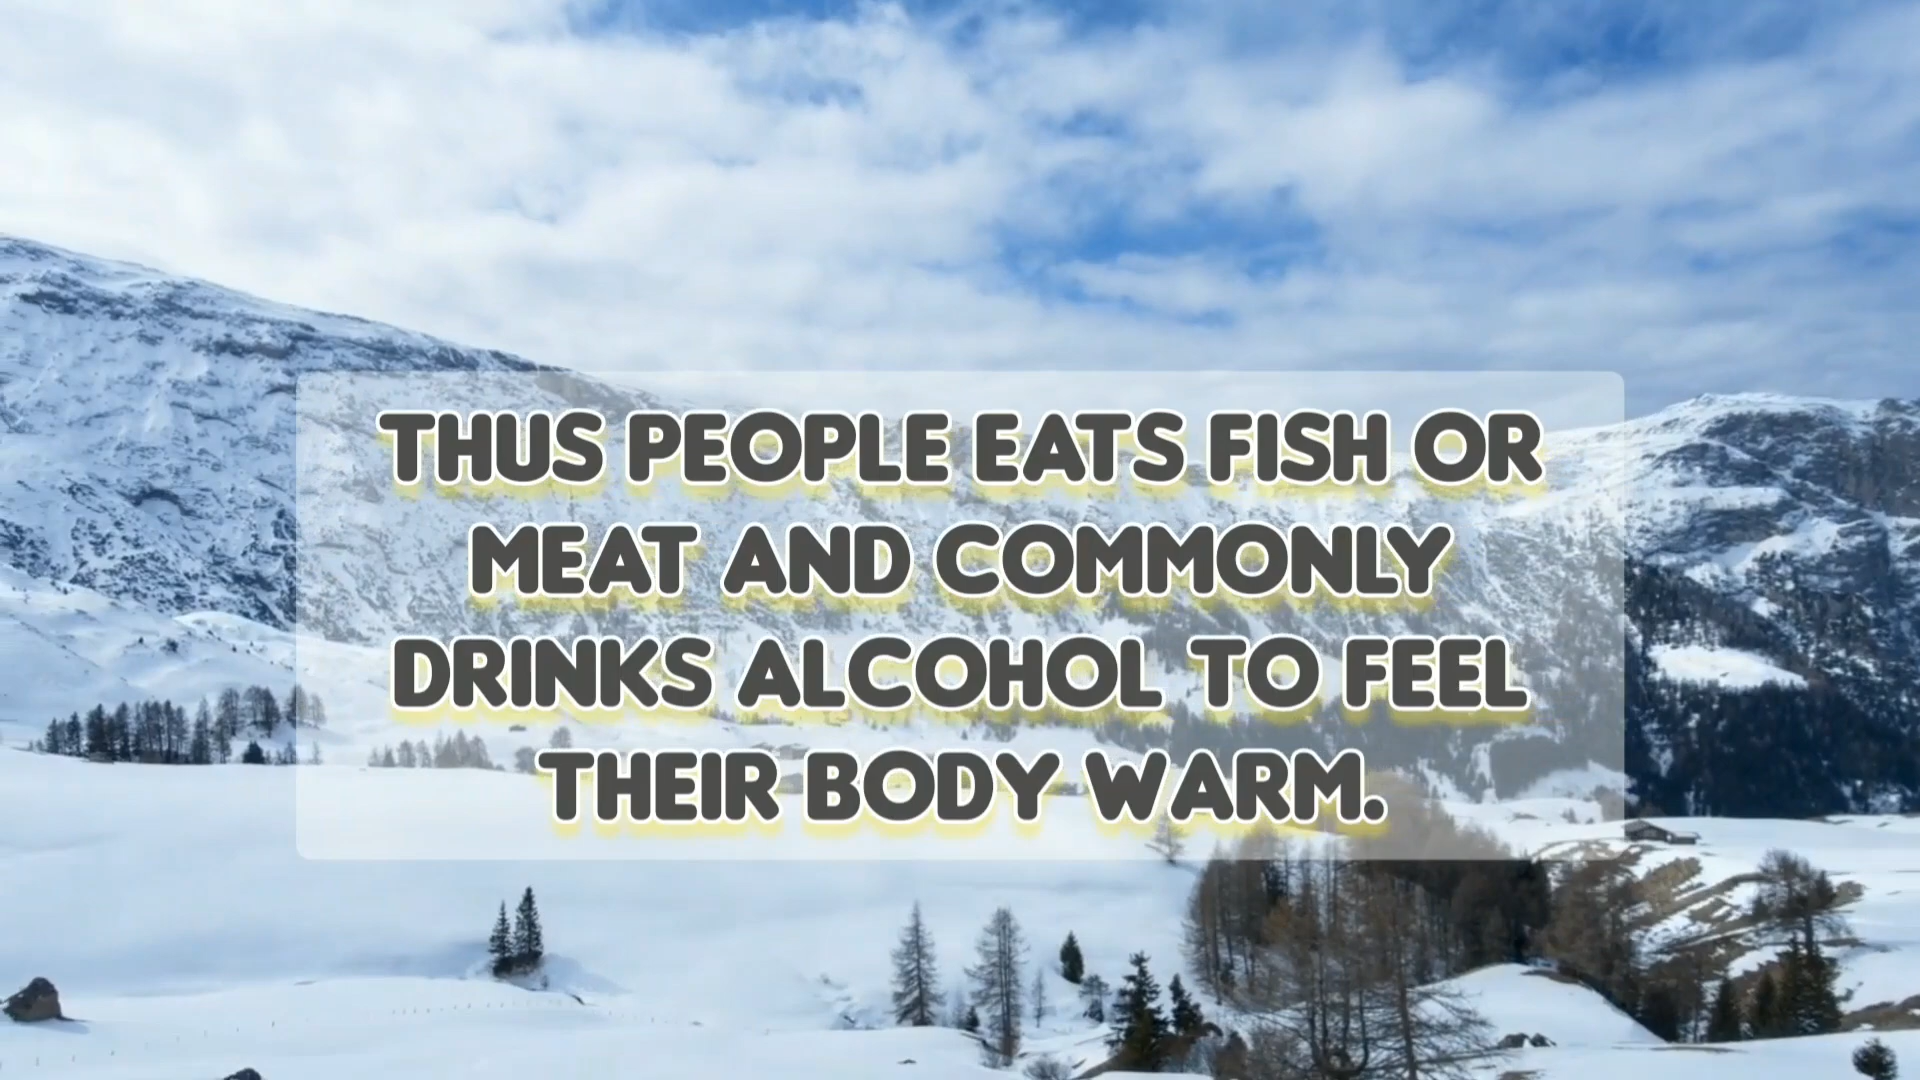 THUS PEOPLE EATS FISH OR
MEAT AND COMMONLY
DRINKS ALCOHOL TO FEEL
THEIR BODY WARM.